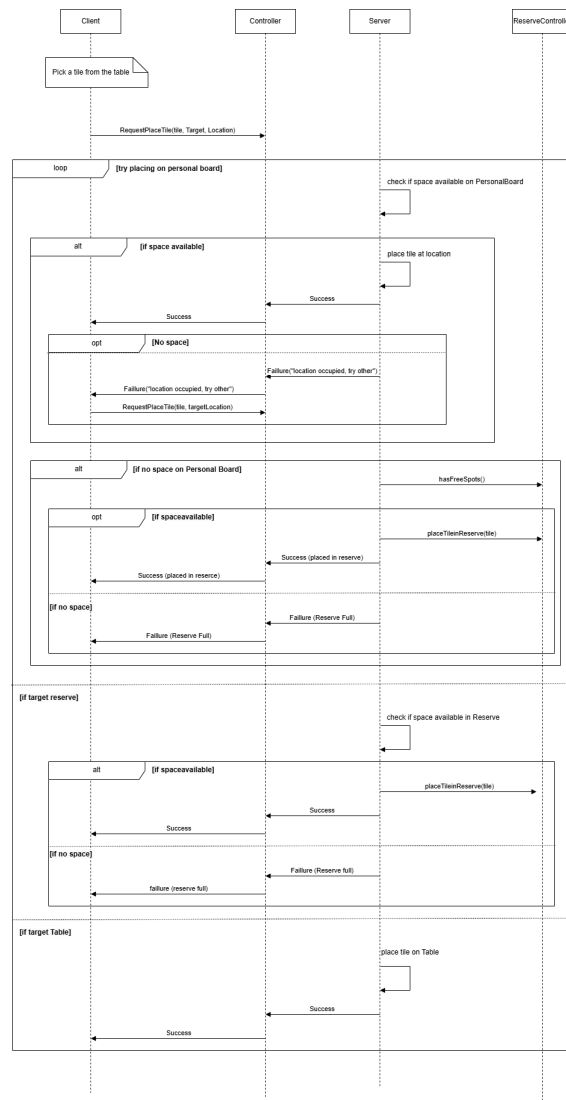 Client
Controller
Server
ReserveControlle
Pick a tile from the table
RequestPlaceTile(tile, Target, Location)
loop
[try placing on personal board]
check if space available on PersonalBoard
alt
[if space available]
place tile at location
Success
Success
opt
[No space]
Faillure("location occupied, try other")
Faillure("location occupied, try other")
RequestPlaceTile(tile, targetLocation)
alt
[if no space on Personal Board]
hasFreeSpots()
opt
[if spaceavailable]
placeTileinReserve(tile)
Success (placed in reserve)
Success (placed in reserce)
[if no space]
Faillure (Reserve Full)
Faillure (Reserve Full)
[if target reserve]
check if space available in Reserve
alt
[if spaceavailable]
placeTileinReserve(tile)
Success
Success
[if no space]
Faillure (Reserve full)
faillure (reserve full)
[if target Table]
place tile on Table
Success
Success